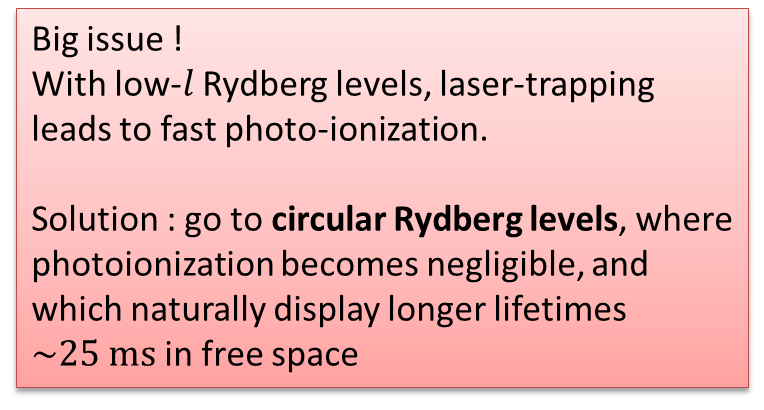 Big issue !
With low-l Rydberg levels, laser-trapping
leads to fast photo-ionization.
Solution : go to circular Rydberg levels, where
photoionization becomes negligible, and
which naturally display longer lifetimes
~25 ms in free space